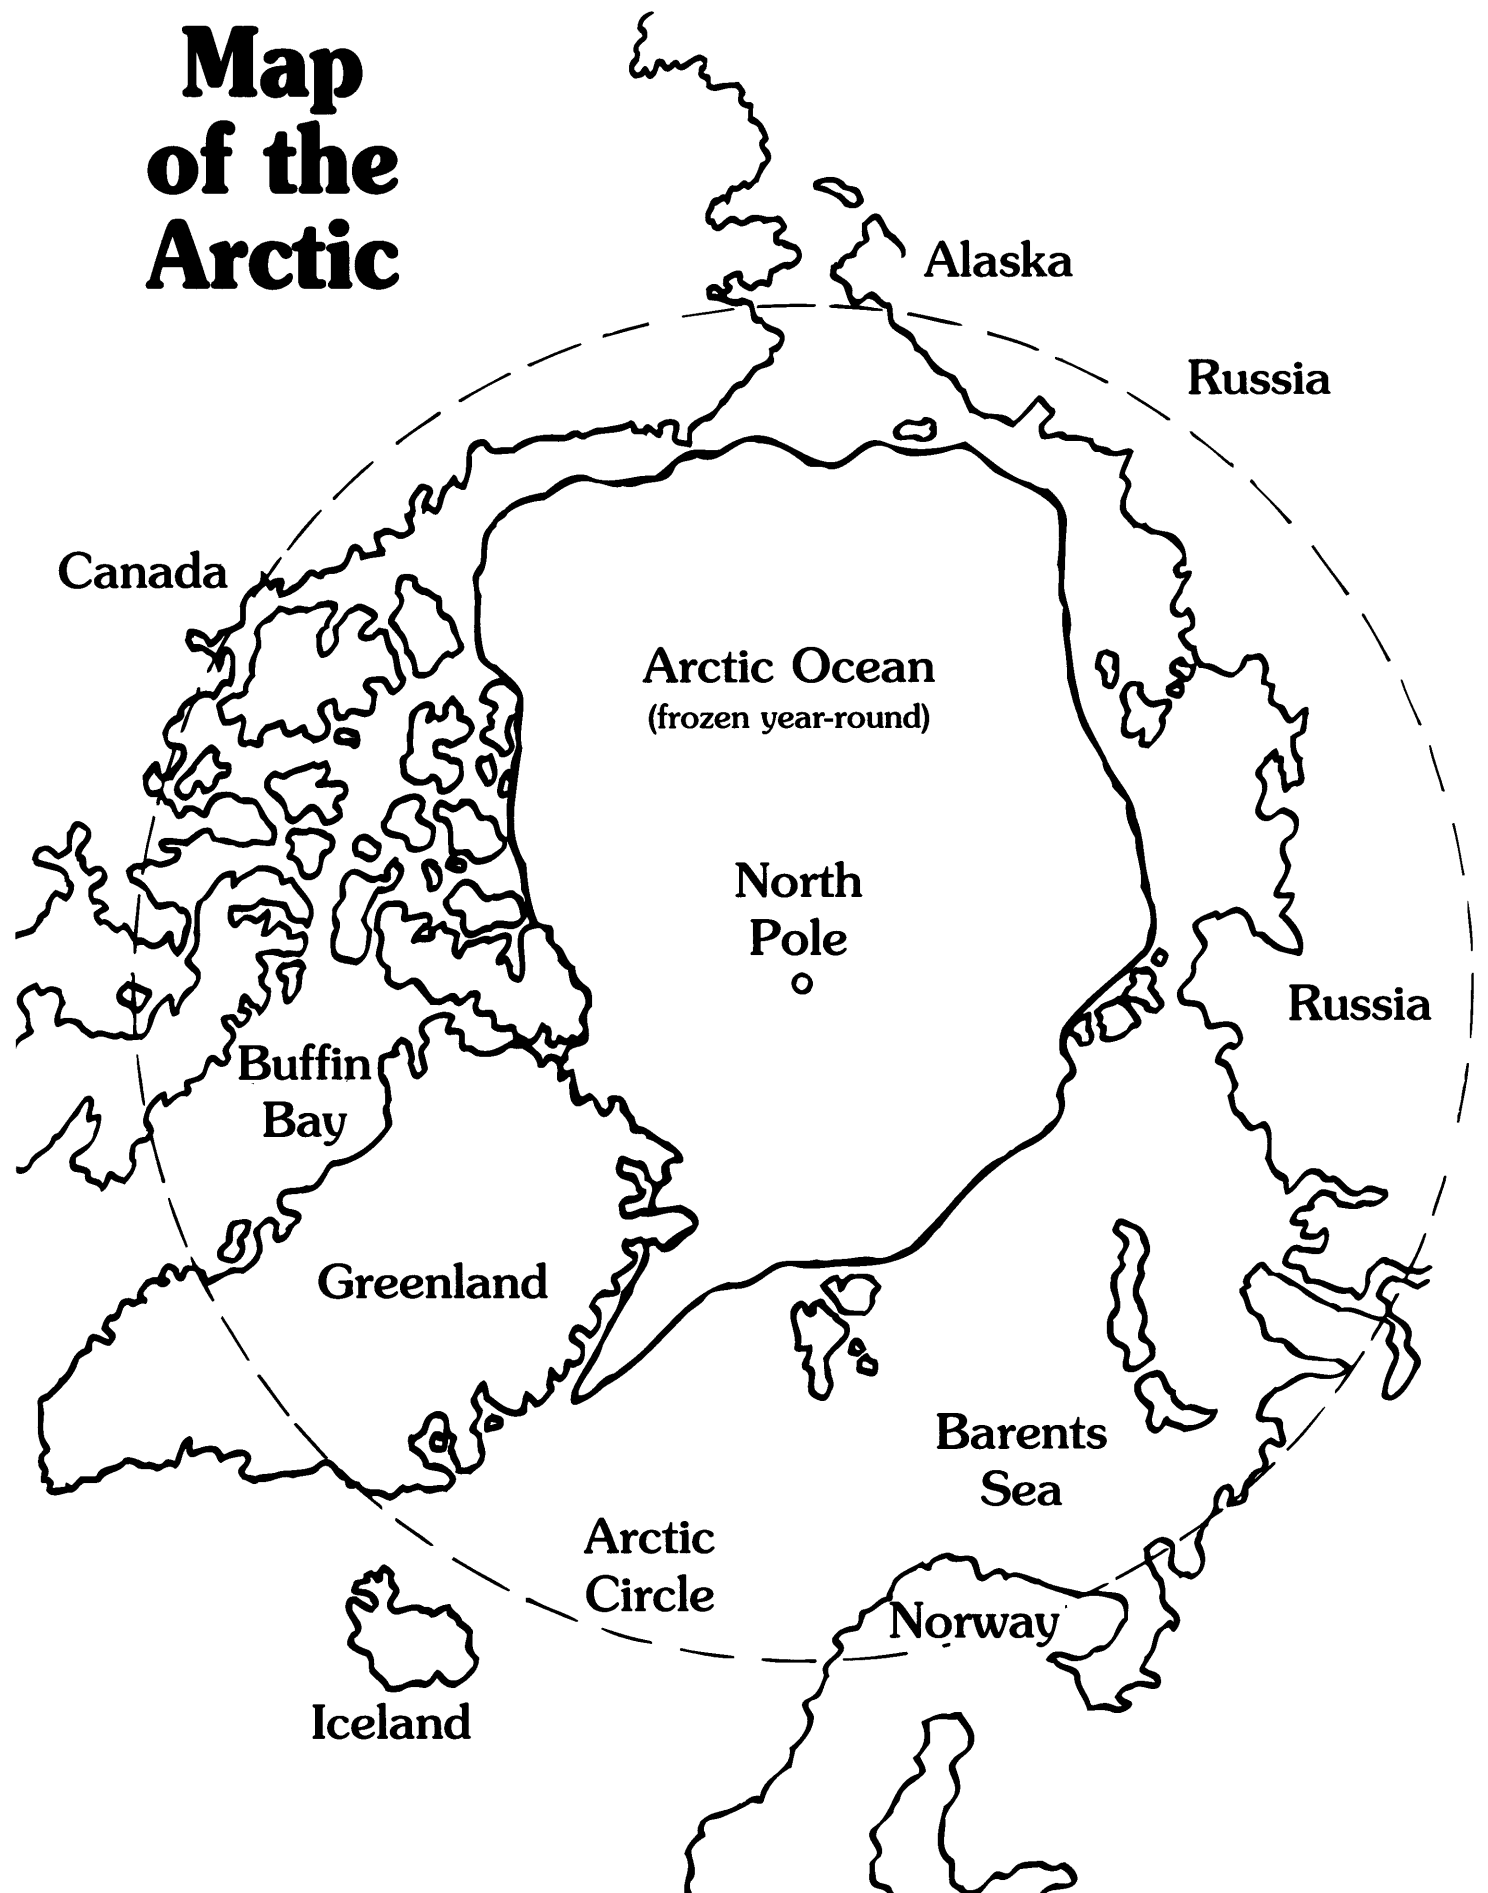 Map
of the
Arctic
Alaska
Russia
Canada
Arctic Ocean
(frozen year-round)
North
Pole
Russia
Buffin
Bay
Greenland
Barents
Sea
Arctic
Circle
Norway
Iceland